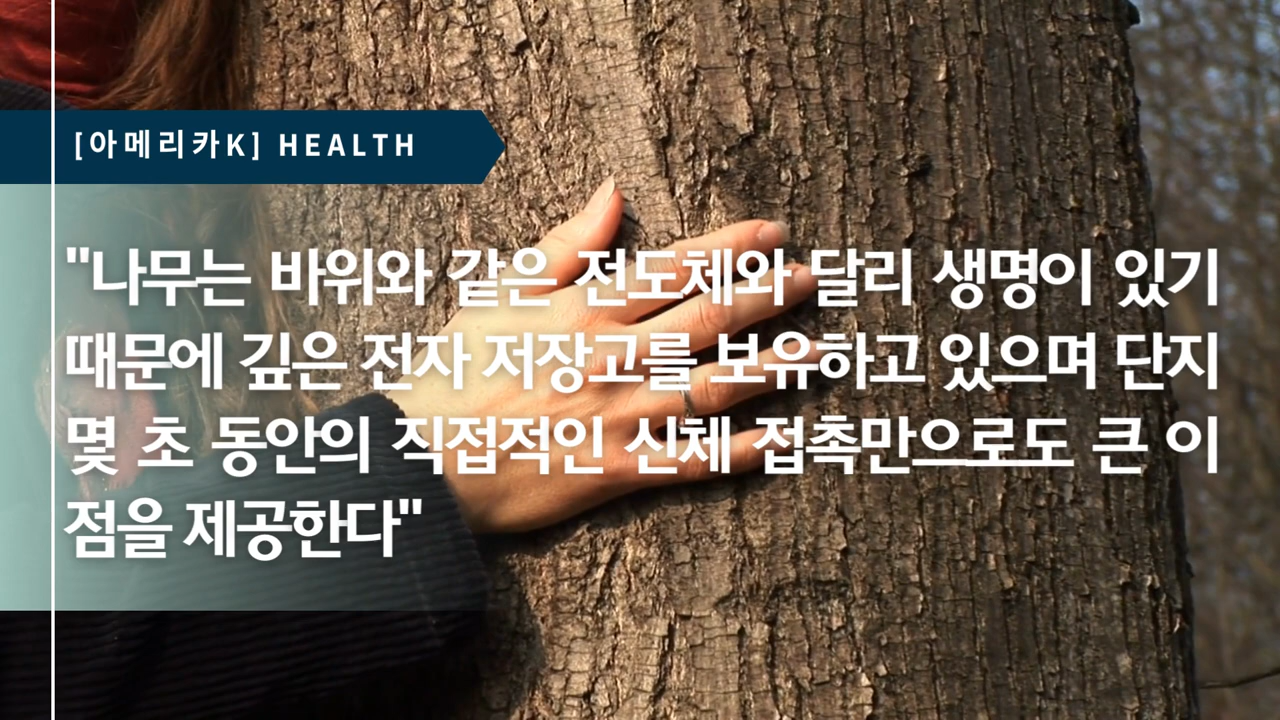 [아메리카K] HEALTH
"나무는 바위와 같은 전도체와 달리 생명이 있기
때문에 깊은 전자 저장고를 보유하고 있으며 단지
몇 초 동안의 직접적인 신체 접촉만으로도 큰 이
점을 제공한다"